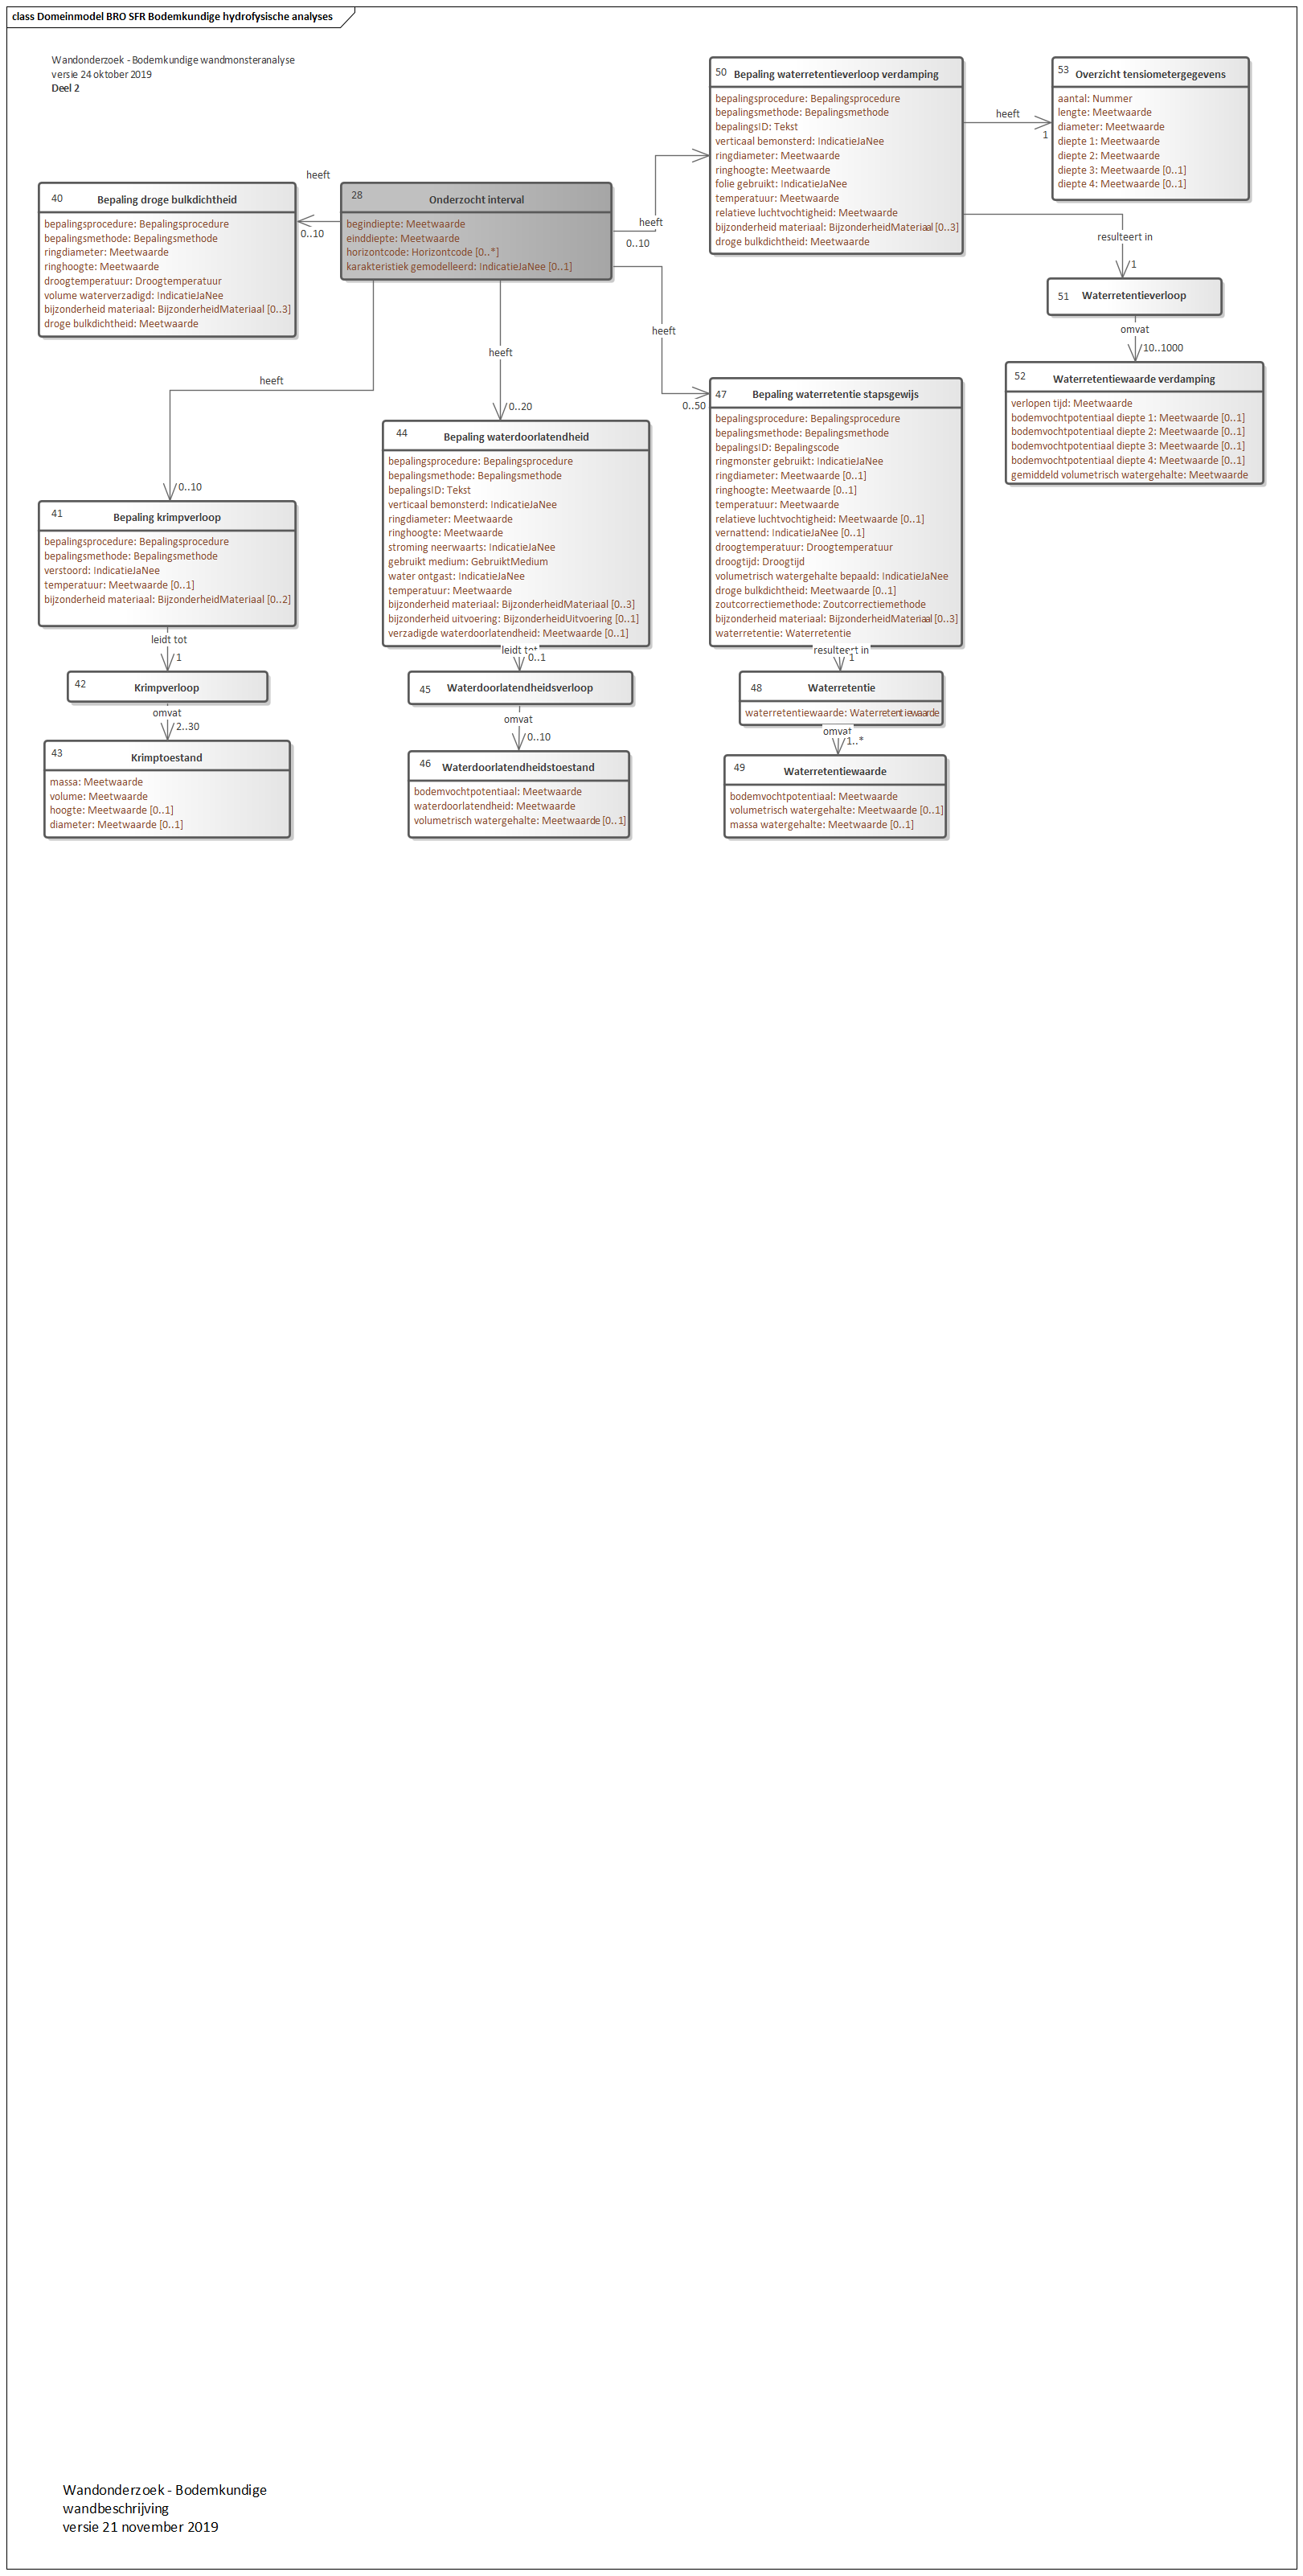 class Domeinmodel BRO SFR Bodemkundige hydrofysische analyses
Wandonderzoek - Bodemkundige wandmonsteranalyse
versie 24 oktober 2019
Deel 2
50 Bepaling waterretentieverloop verdamping
bepalingsprocedure: Bepalingsprocedure
bepalingsmethode: Bepalingsmethode
bepalingsID: Tekst
verticaal bemonsterd: IndicatieJaNee
ringdiameter: Meetwaarde
ringhoogte: Meetwaarde
folie gebruikt: IndicatieJaNee
temperatuur: Meetwaarde
relatieve luchtvochtigheid: Meetwaarde
bijzonderheid materiaal: BijzonderheidMateriaal [0..3]
droge bulkdichtheid: Meetwaarde
heeft
1
53 Overzicht tensiometergegevens
aantal: Nummer
lengte: Meetwaarde
diameter: Meetwaarde
diepte 1: Meetwaarde
diepte 2: Meetwaarde
diepte 3: Meetwaarde [0..1]
diepte 4: Meetwaarde [0..1]
heeft
0..10
40 Bepaling droge bulkdichtheid
bepalingsprocedure: Bepalingsprocedure
bepalingsmethode: Bepalingsmethode
ringdiameter: Meetwaarde
ringhoogte: Meetwaarde
droogtemperatuur: Droogtemperatuur
volume waterverzadigd: IndicatieJaNee
bijzonderheid materiaal: BijzonderheidMateriaal [0..3]
droge bulkdichtheid: Meetwaarde
28 Onderzocht interval
begindiepte: Meetwaarde
einddiepte: Meetwaarde
horizontcode: Horizontcode [0..*]
karakteristiek gemodelleerd: IndicatieJaNee [0..1]
heeft
0..10
resulteert in
1
51 Waterretentieverloop
omvat
10..1000
52 Waterretentiewaarde verdamping
verlopen tijd: Meetwaarde
bodemvochtpotentiaal diepte 1: Meetwaarde [0..1]
bodemvochtpotentiaal diepte 2: Meetwaarde [0..1]
bodemvochtpotentiaal diepte 3: Meetwaarde [0..1]
bodemvochtpotentiaal diepte 4: Meetwaarde [0..1]
gemiddeld volumetrisch watergehalte: Meetwaarde
heeft
0..50
heeft
0..20
heeft
0..10
47 Bepaling waterretentie stapsgewijs
bepalingsprocedure: Bepalingsprocedure
bepalingsmethode: Bepalingsmethode
bepalingsID: Bepalingscode
ringmonster gebruikt: IndicatieJaNee
ringdiameter: Meetwaarde [0..1]
ringhoogte: Meetwaarde [0..1]
temperatuur: Meetwaarde
relatieve luchtvochtigheid: Meetwaarde [0..1]
vernattend: IndicatieJaNee [0..1]
droogtemperatuur: Droogtemperatuur
droogtijd: Droogtijd
volumetrisch watergehalte bepaald: IndicatieJaNee
droge bulkdichtheid: Meetwaarde [0..1]
zoutcorrectiemethode: Zoutcorrectiemethode
bijzonderheid materiaal: BijzonderheidMateriaal [0..3]
waterretentie: Waterretentie
44 Bepaling waterdoorlatendheid
bepalingsprocedure: Bepalingsprocedure
bepalingsmethode: Bepalingsmethode
bepalingsID: Tekst
verticaal bemonsterd: IndicatieJaNee
ringdiameter: Meetwaarde
ringhoogte: Meetwaarde
stroming neerwaarts: IndicatieJaNee
gebruikt medium: GebruiktMedium
water ontgast: IndicatieJaNee
temperatuur: Meetwaarde
bijzonderheid materiaal: BijzonderheidMateriaal [0..3]
bijzonderheid uitvoering: BijzonderheidUitvoering [0..1]
verzadigde waterdoorlatendheid: Meetwaarde [0..1]
41 Bepaling krimpverloop
bepalingsprocedure: Bepalingsprocedure
bepalingsmethode: Bepalingsmethode
verstoord: IndicatieJaNee
temperatuur: Meetwaarde [0..1]
bijzonderheid materiaal: BijzonderheidMateriaal [0..2]
leidt tot
1
42 Krimpverloop
omvat
2..30
43 Krimptoestand
massa: Meetwaarde
volume: Meetwaarde
hoogte: Meetwaarde [0..1]
diameter: Meetwaarde [0..1]
leidt tot
0..1
45 Waterdoorlatendheidsverloop
omvat
0..10
46 Waterdoorlatendheidstoestand
bodemvochtpotentiaal: Meetwaarde
waterdoorlatendheid: Meetwaarde
volumetrisch watergehalte: Meetwaarde [0..1]
resulteert in
1
48 Waterretentie
waterretentiewaarde: Waterretentiewaarde
omvat
1..*
49 Waterretentiewaarde
bodemvochtpotentiaal: Meetwaarde
volumetrisch watergehalte: Meetwaarde [0..1]
massa watergehalte: Meetwaarde [0..1]
Wandonderzoek - Bodemkundige
wandbeschrijving
versie 21 november 2019